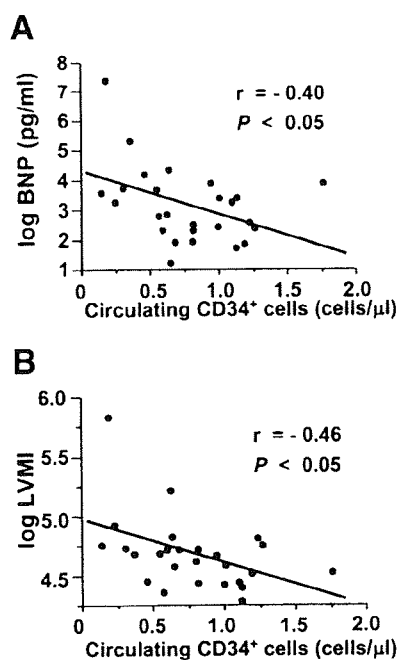 A
8
7
6
5
4
3
2
1
log BNP (pg/ml)
r = - 0.40
P < 0.05
0 0.5 1.0 1.5 2.0
Circulating CD34⁺ cells (cells/μl)
B
6.0
5.5
5.0
4.5
log LVMI
r = - 0.46
P < 0.05
0 0.5 1.0 1.5 2.0
Circulating CD34⁺ cells (cells/μl)